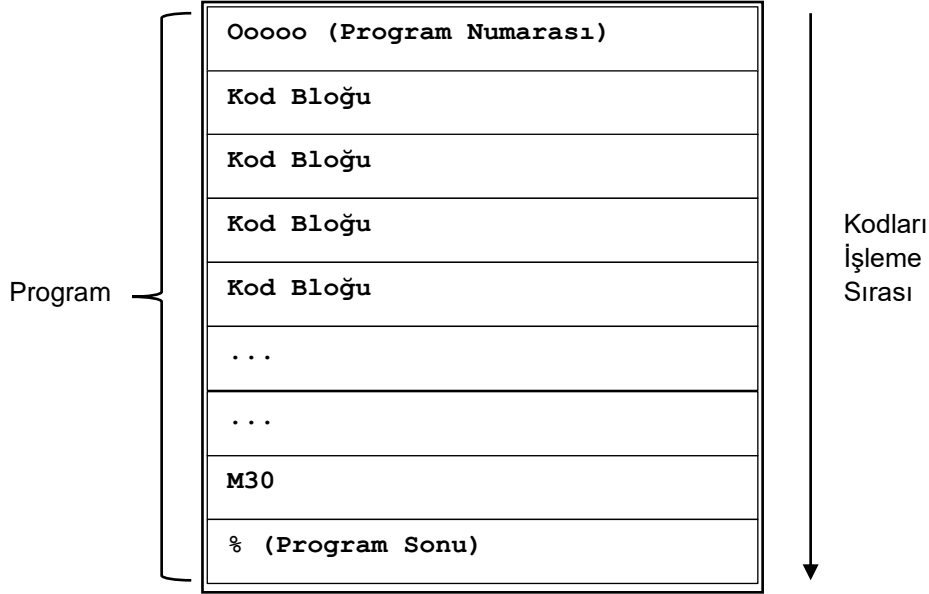 Ooooo (Program Numarası)
Kod Bloğu
Kod Bloğu
Kod Bloğu
Kod Bloğu
...
...
M30
% (Program Sonu)
Program
Kodları
İşleme
Sırası